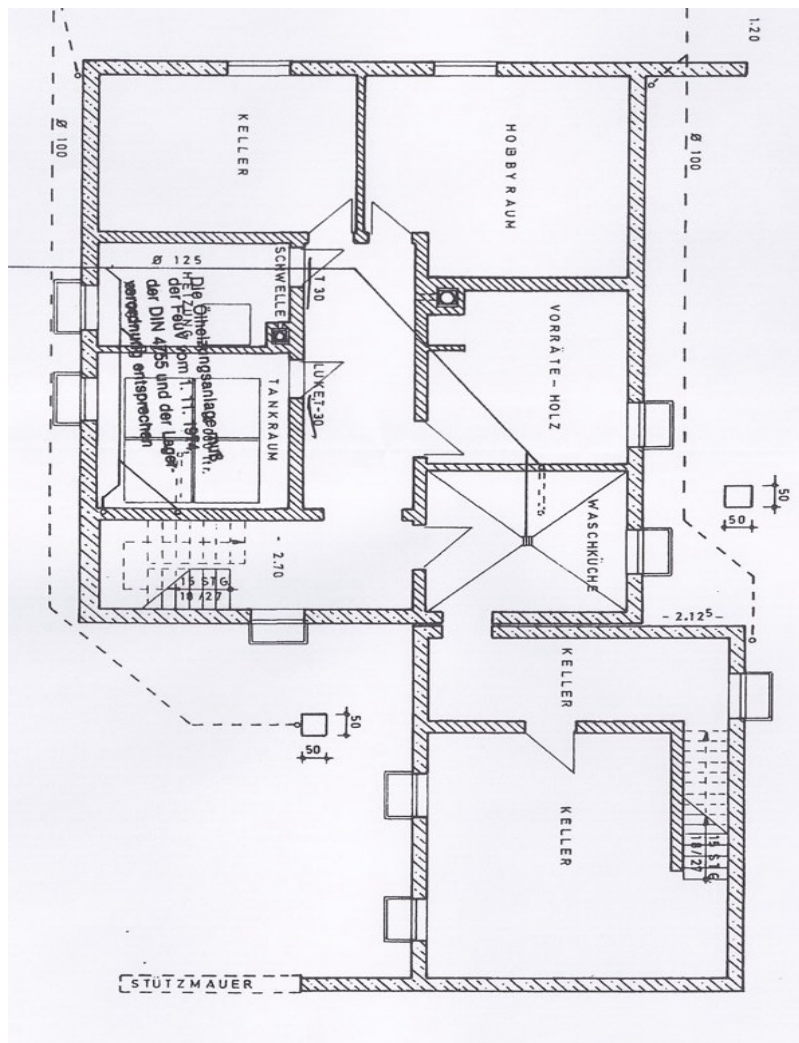 1.20
Ø 100
Ø 100
KELLER
HOBBYRAUM
Ø 125
SCHWELLE
T 30
HEIZUNG
Die Ölheizungsanlage muß
der FeuV vom 1. 11. 1974,
der DIN 4755 und der Lager-
verordnung entsprechen
TANKRAUM
LUKE T-30
VORRÄTE - HOLZ
WASCHKÜCHE
50
50
- 2.70
15 STG
18/27
- 2.12⁵ -
KELLER
50
50
KELLER
15 STG
18/27
STÜTZMAUER